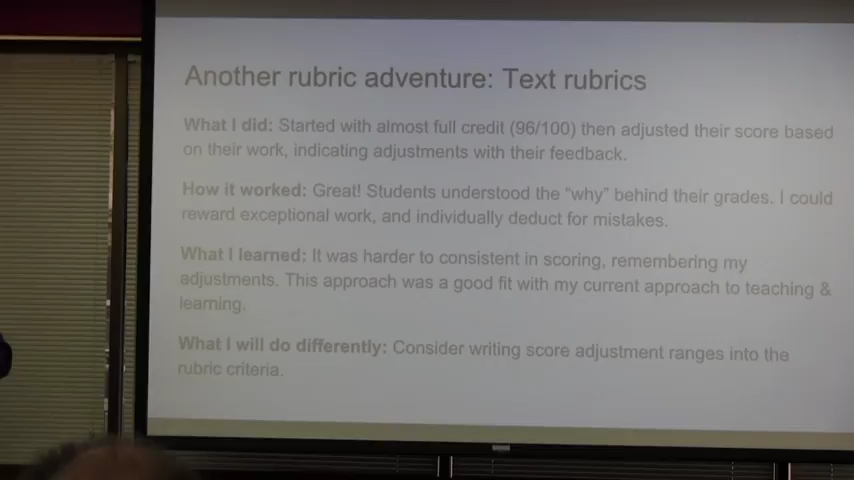 Another rubric adventure: Text rubrics
What I did: Started with almost full credit (96/100) then adjusted their score based
on their work, indicating adjustments with their feedback.
How it worked: Great! Students understood the “why” behind their grades. I could
reward exceptional work, and individually deduct for mistakes.
What I learned: It was harder to consistent in scoring, remembering my
adjustments. This approach was a good fit with my current approach to teaching &
learning.
What I will do differently: Consider writing score adjustment ranges into the
rubric criteria.